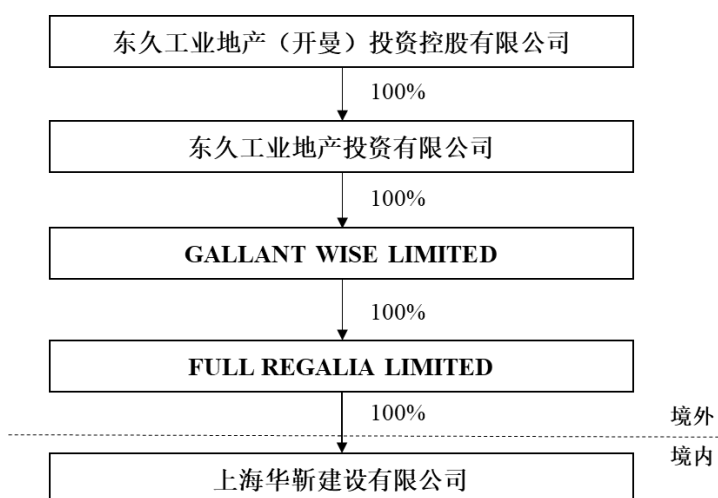 东久工业地产（开曼）投资控股有限公司
100%
东久工业地产投资有限公司
100%
GALLANT WISE LIMITED
100%
FULL REGALIA LIMITED
100%
境外
境内
上海华靳建设有限公司